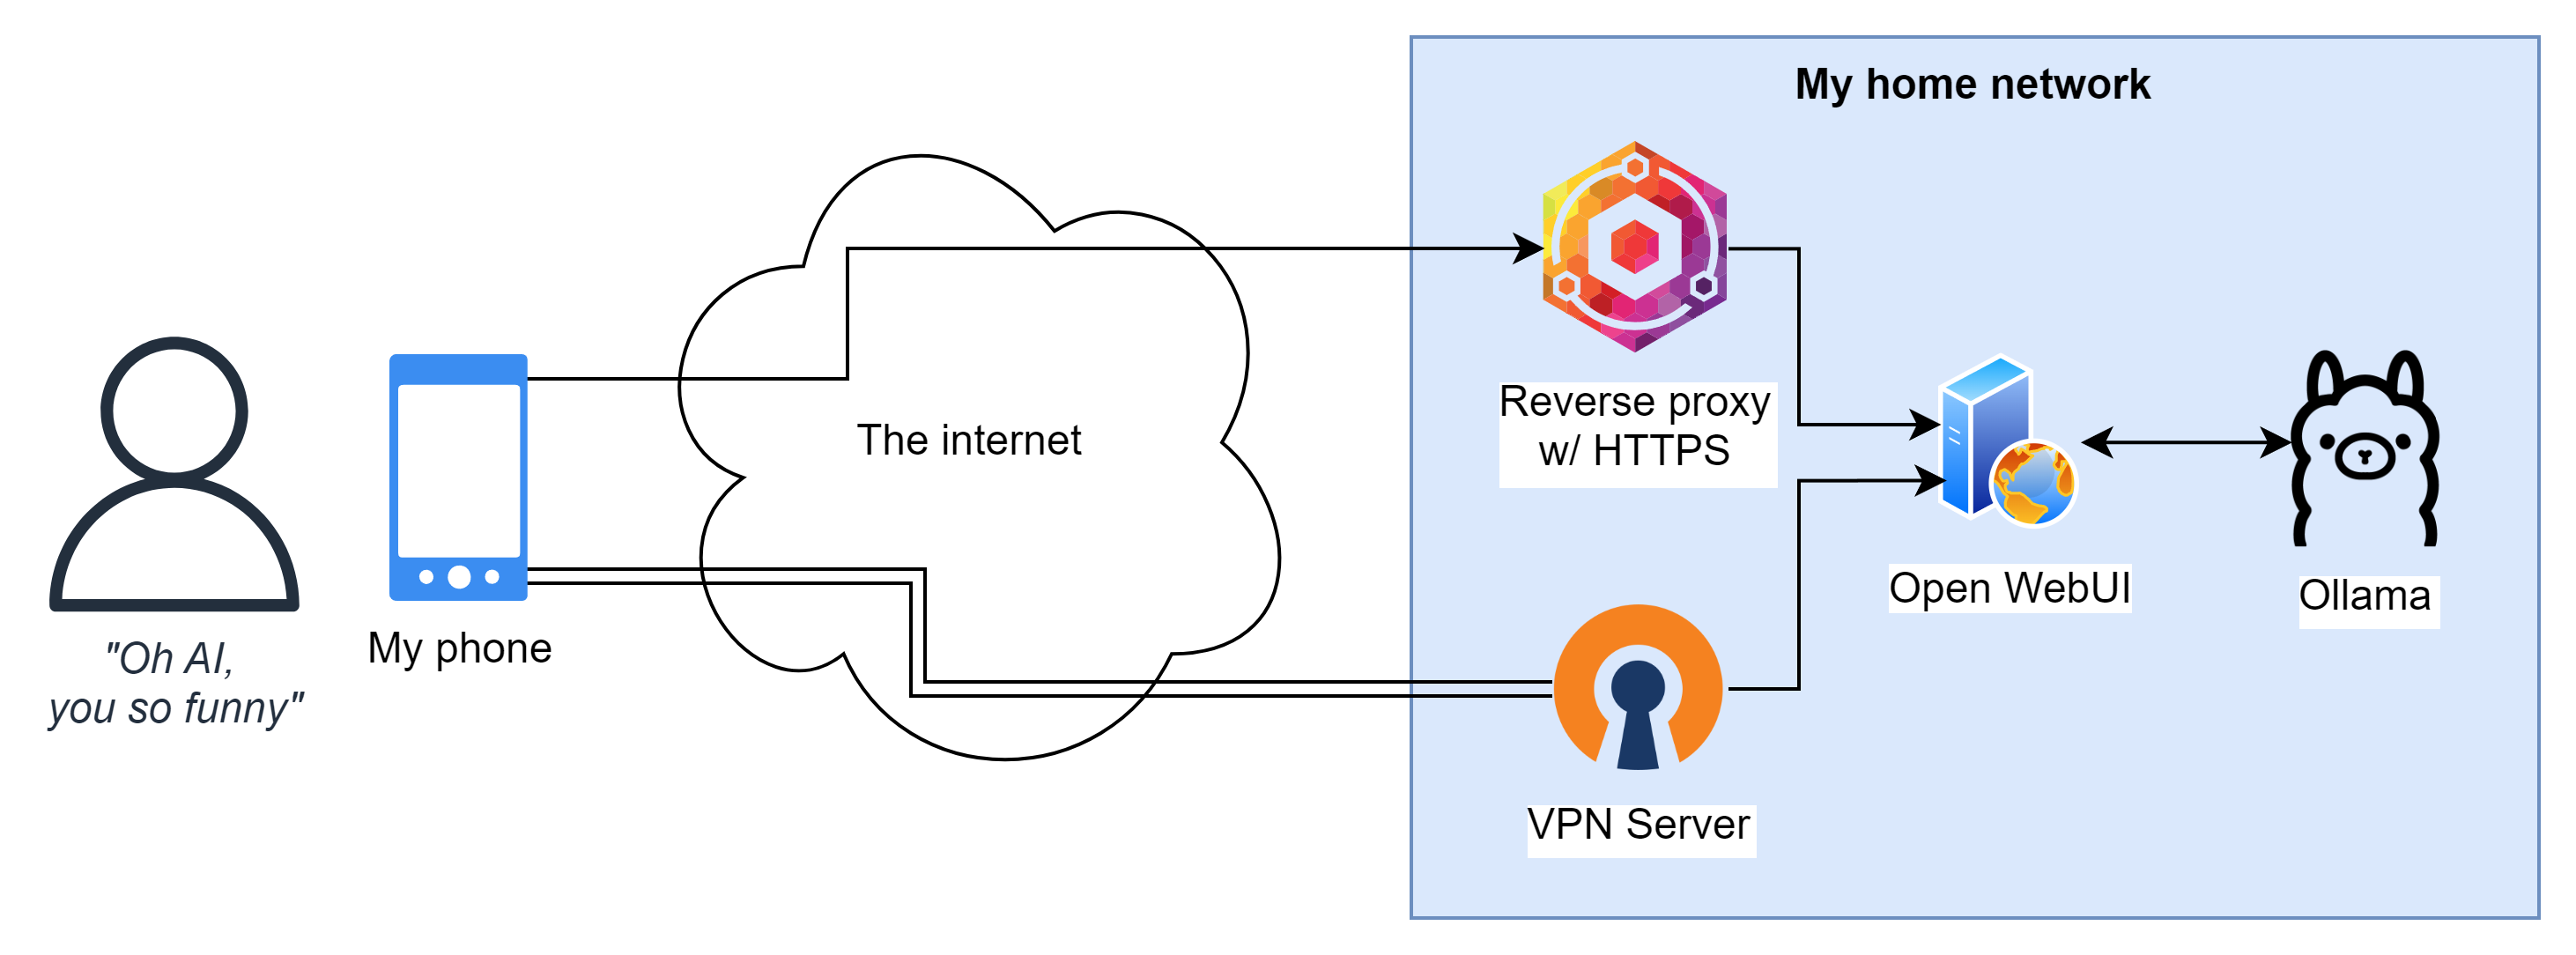 My home network
The internet
Reverse proxy
w/ HTTPS
Open WebUI
Ollama
My phone
"Oh AI,
you so funny"
VPN Server